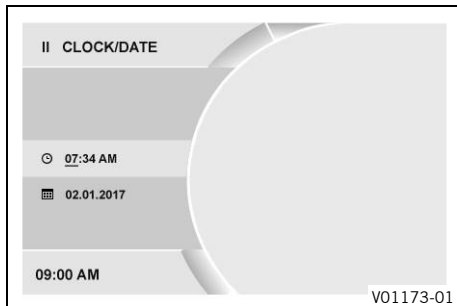 II CLOCK/DATE
07:34 AM
02.01.2017
09:00 AM
V01173-01